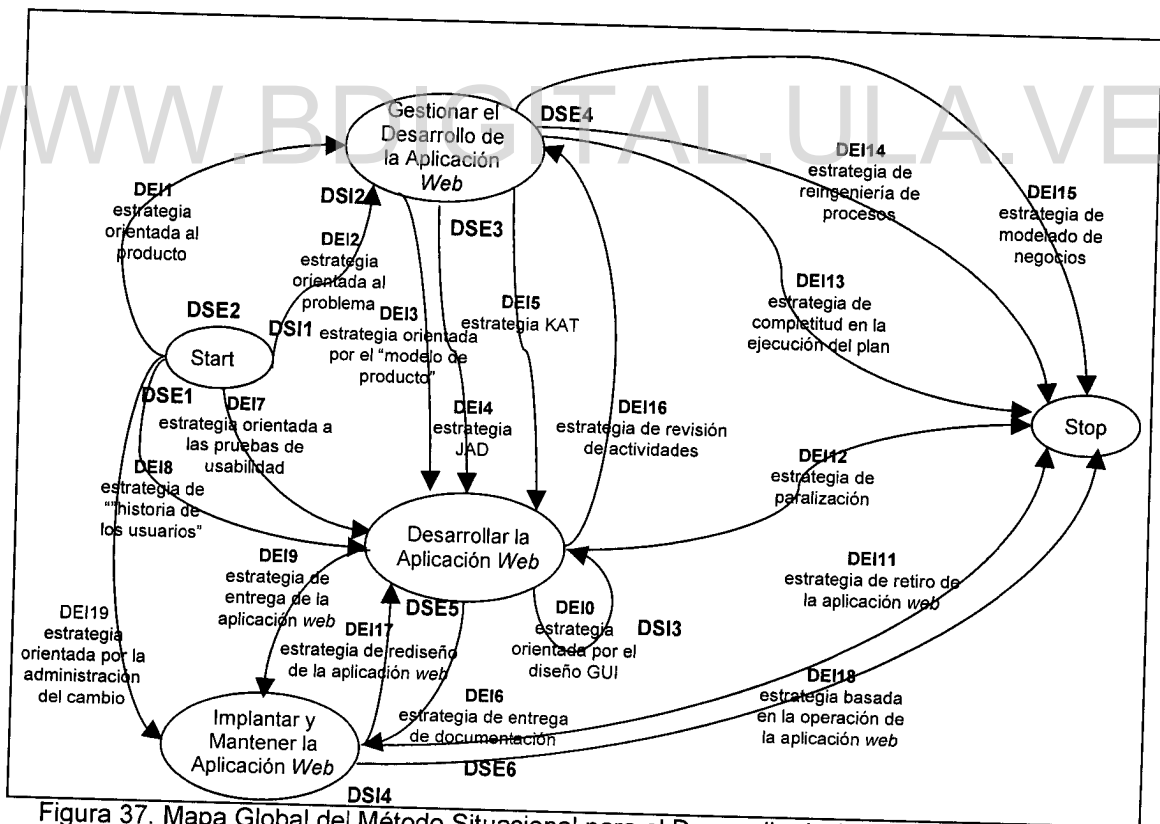 WWW.BDIGITAL.ULA.VE
Gestionar el
Desarrollo de
la Aplicación
Web
DSE4
DEI14
estrategia de
reingeniería de
procesos
DEI15
estrategia de
modelado de
negocios
DEI1
estrategia
orientada al
producto
DSI2
DEI2
estrategia
orientada al
problema
DSE3
DEI13
estrategia de
completitud en la
ejecución del plan
DSE2
Start
DSI1
DEI3
estrategia orientada
por el “modelo de
producto”
DEI5
estrategia KAT
DSE1
DEI7
estrategia orientada a
las pruebas de
usabilidad
DEI4
estrategia
JAD
DEI16
estrategia de revisión
de actividades
Stop
DEI8
estrategia de
“”historia de
los usuarios”
DEI12
estrategia de
paralización
Desarrollar la
Aplicación Web
DEI9
estrategia de
entrega de la
aplicación web
DSE5
DEI17
estrategia de rediseño
de la aplicación web
DEI0
estrategia
orientada por el
diseño GUI
DSI3
DEI11
estrategia de retiro de
la aplicación web
DEI19
estrategia
orientada por la
administración
del cambio
DEI6
estrategia de entrega
de documentación
DEI18
estrategia basada
en la operación de
la aplicación web
Implantar y
Mantener la
Aplicación Web
DSE6
DSI4
Figura 37. Mapa Global del Método Situacional para el